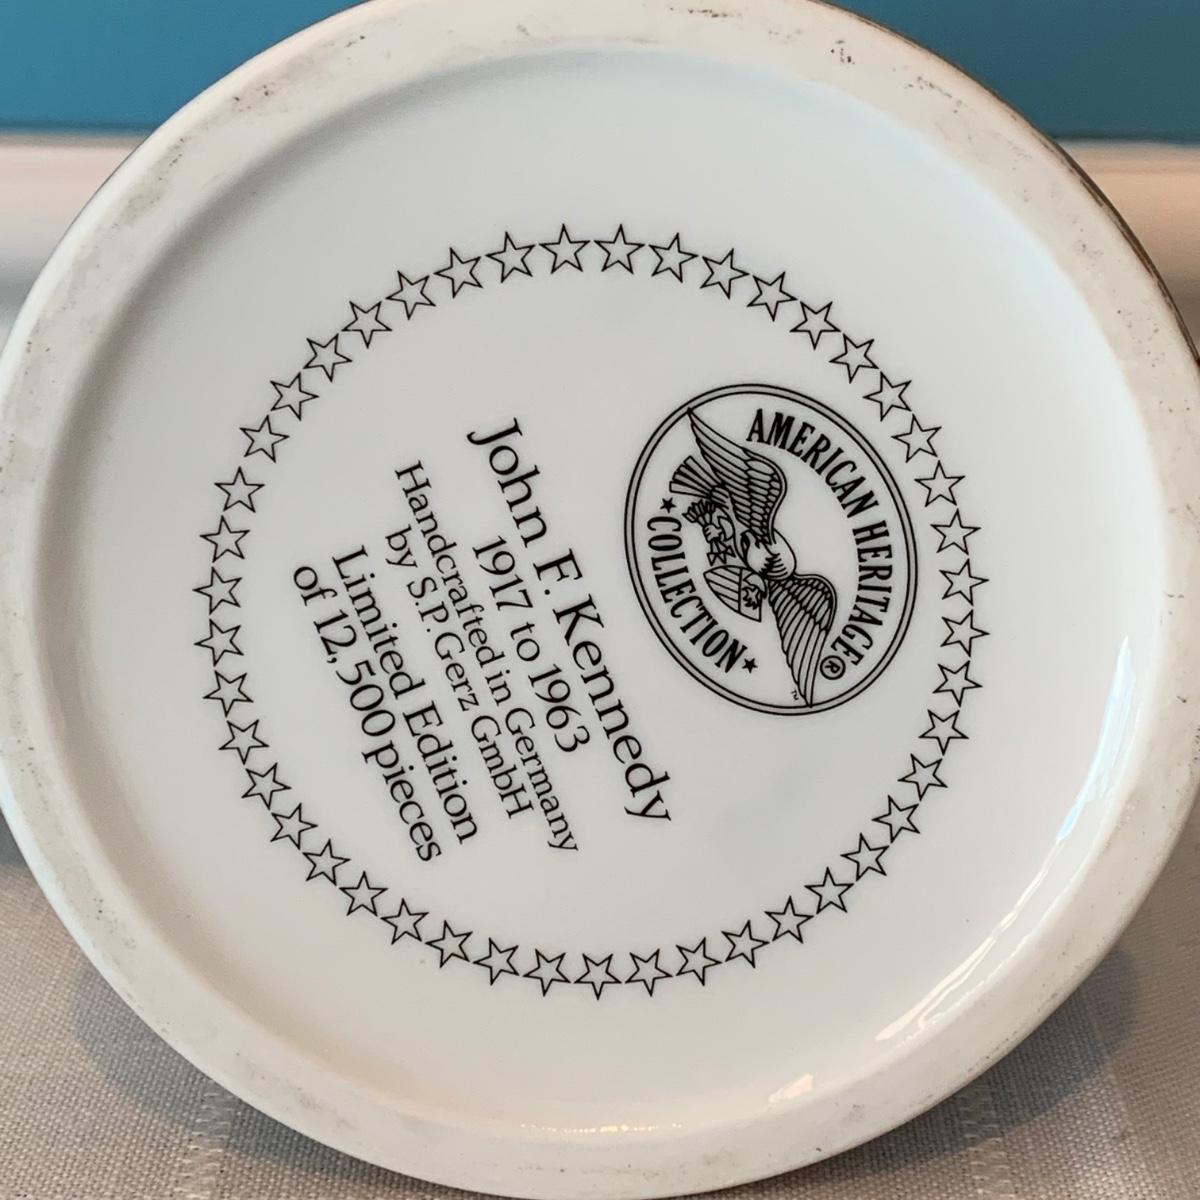 AMERICAN HERITAGE®
★COLLECTION★
TM
John F. Kennedy
1917 to 1963
Handcrafted in Germany
by S.P. Gerz GmbH
Limited Edition
of 12,500 pieces